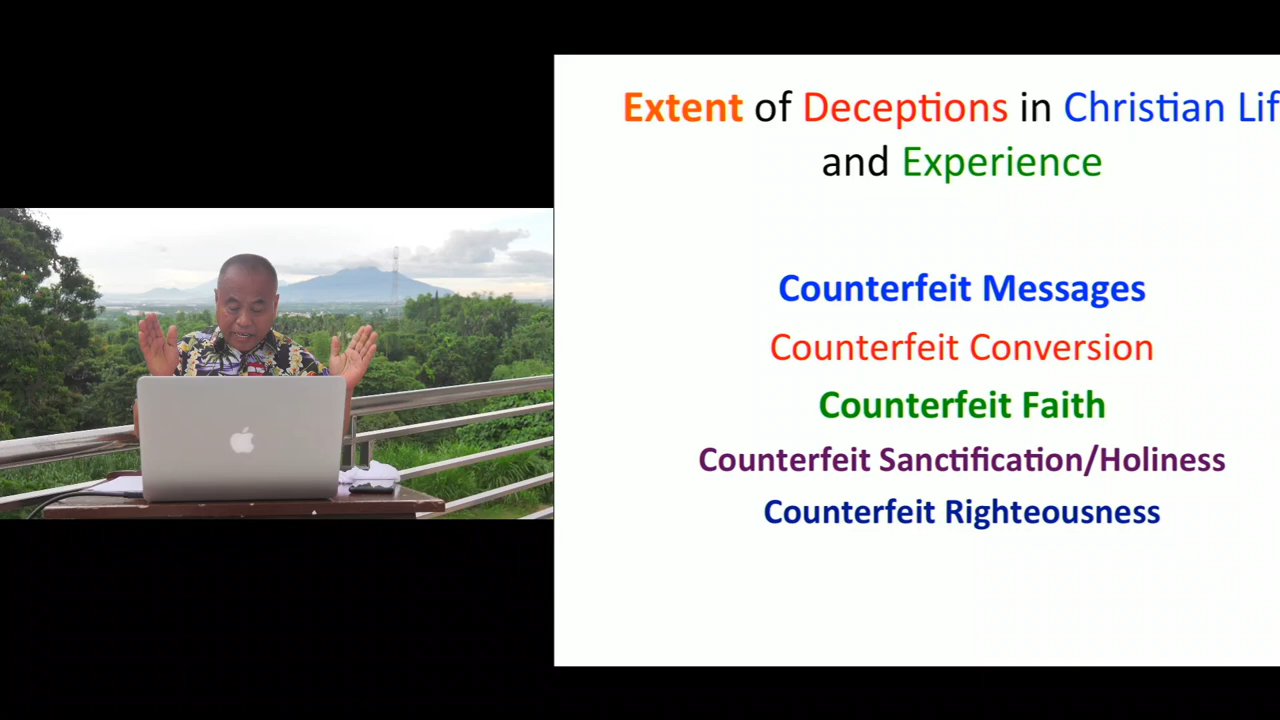 Extent of Deceptions in Christian Lif
and Experience
Counterfeit Messages
Counterfeit Conversion
Counterfeit Faith
Counterfeit Sanctification/Holiness
Counterfeit Righteousness